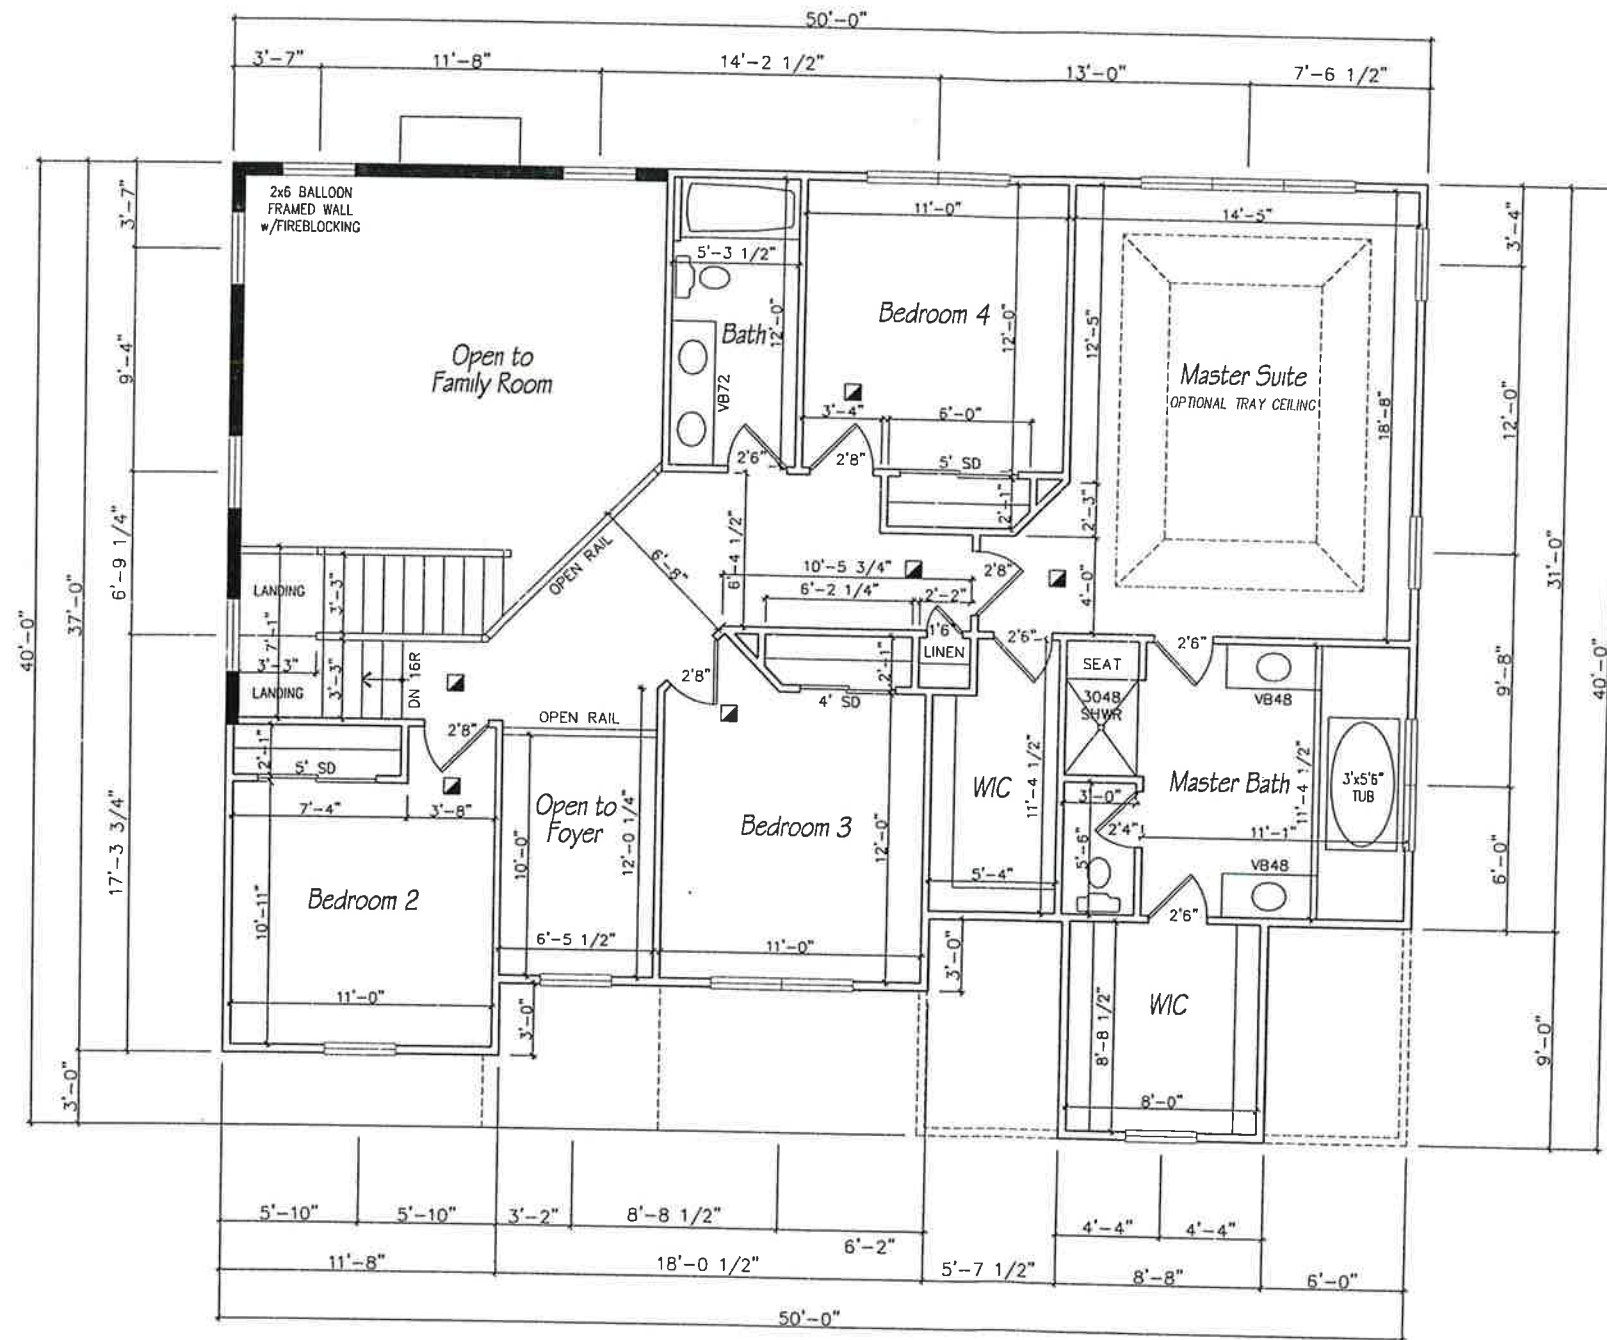 50'-0"
3'-7"
11'-8"
14'-2 1/2"
13'-0"
7'-6 1/2"
2x6 BALLOON
FRAMED WALL
w/FIREBLOCKING
3'-7"
11'-0"
14'-5"
3'-4"
5'-3 1/2"
12'-0"
Bedroom 4
12'-0"
12'-5"
Bath
Open to
Family Room
9'-4"
VB72
Master Suite
OPTIONAL TRAY CEILING
18'-8"
12'-0"
3'-4"
6'-0"
2'6"
2'8"
5' SD
2'-1"
2'-3"
31'-0"
6'-9 1/4"
6'-4 1/2"
OPEN RAIL
6'-8"
10'-5 3/4"
2'8"
6'-2 1/4"
2'-2"
4'-0"
37'-0"
40'-0"
LANDING
3'-3"
7'-1"
3'-3"
3'-3"
LANDING
DN 16R
1'6"
LINEN
2'6"
2'6"
SEAT
3048
SHWR
VB48
9'-8"
40'-0"
2'8"
2'-1"
4' SD
OPEN RAIL
2'8"
2'-1"
5' SD
7'-4"
3'-8"
Open to
Foyer
10'-0"
12'-0 1/4"
Bedroom 3
12'-0"
WIC
11'-4 1/2"
Master Bath
11'-4 1/2"
3'x5'6"
TUB
3'-0"
2'4"
11'-1"
5'-6"
VB48
5'-4"
6'-0"
17'-3 3/4"
Bedroom 2
10'-11"
6'-5 1/2"
11'-0"
2'6"
3'-0"
11'-0"
3'-0"
WIC
8'-8 1/2"
8'-0"
9'-0"
3'-0"
5'-10"
5'-10"
3'-2"
8'-8 1/2"
6'-2"
4'-4"
4'-4"
11'-8"
18'-0 1/2"
5'-7 1/2"
8'-8"
6'-0"
50'-0"